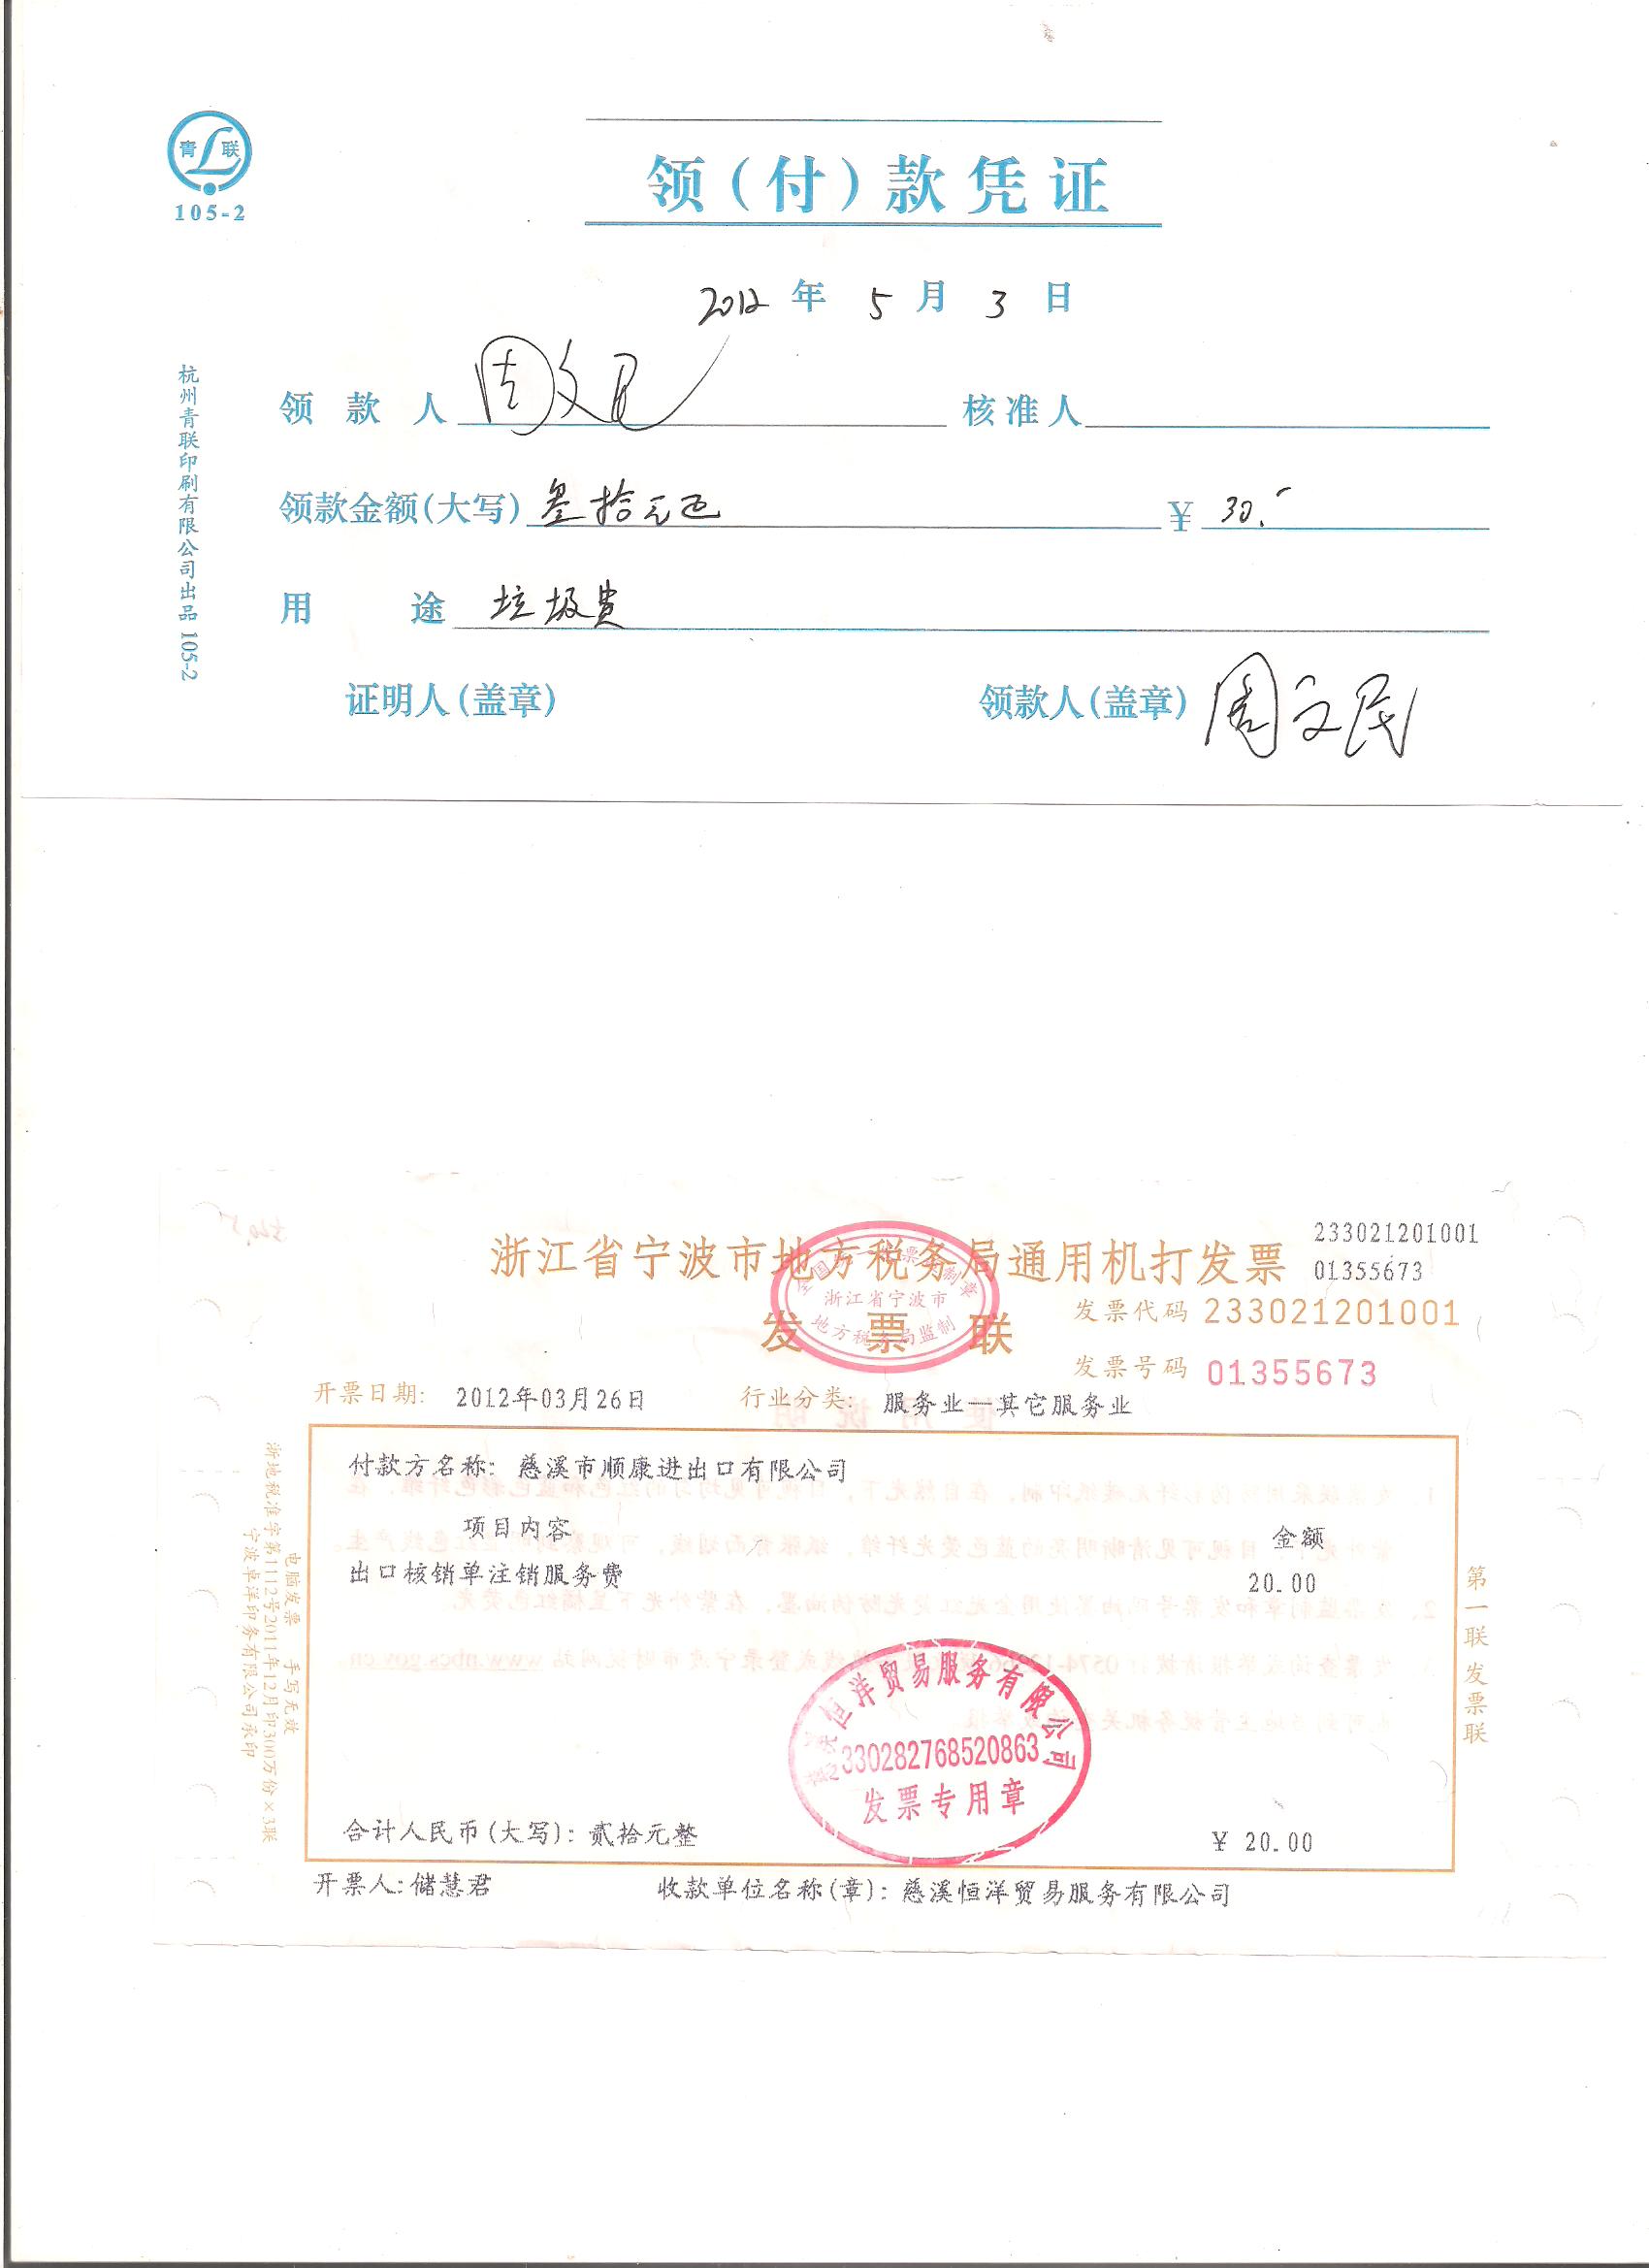 青 联
105-2
领(付)款凭证
2012 年 5 月 3 日
领 款 人 周文民 核准人
领款金额(大写) 叁拾元正 ¥ 30.-
用 途 垃圾费
证明人(盖章) 领款人(盖章) 周文民
杭州青联印刷有限公司出品 105-2
浙江省宁波市地方税务局通用机打发票
发票联
浙江省宁波市
地方税务局监制
233021201001
01355673
发票代码 233021201001
发票号码 01355673
开票日期: 2012年03月26日 行业分类: 服务业—其它服务业
付款方名称: 慈溪市顺康进出口有限公司
项目内容 金额
出口核销单注销服务费 20.00
慈溪恒洋贸易服务有限公司
330282768520863
发票专用章
合计人民币(大写): 贰拾元整 ¥ 20.00
开票人: 储慧君 收款单位名称(章): 慈溪恒洋贸易服务有限公司
电脑发票 手写无效
浙地税准字第1112号2011年12月印300万份×3联
宁波卓洋印务有限公司承印
第一联 发票联